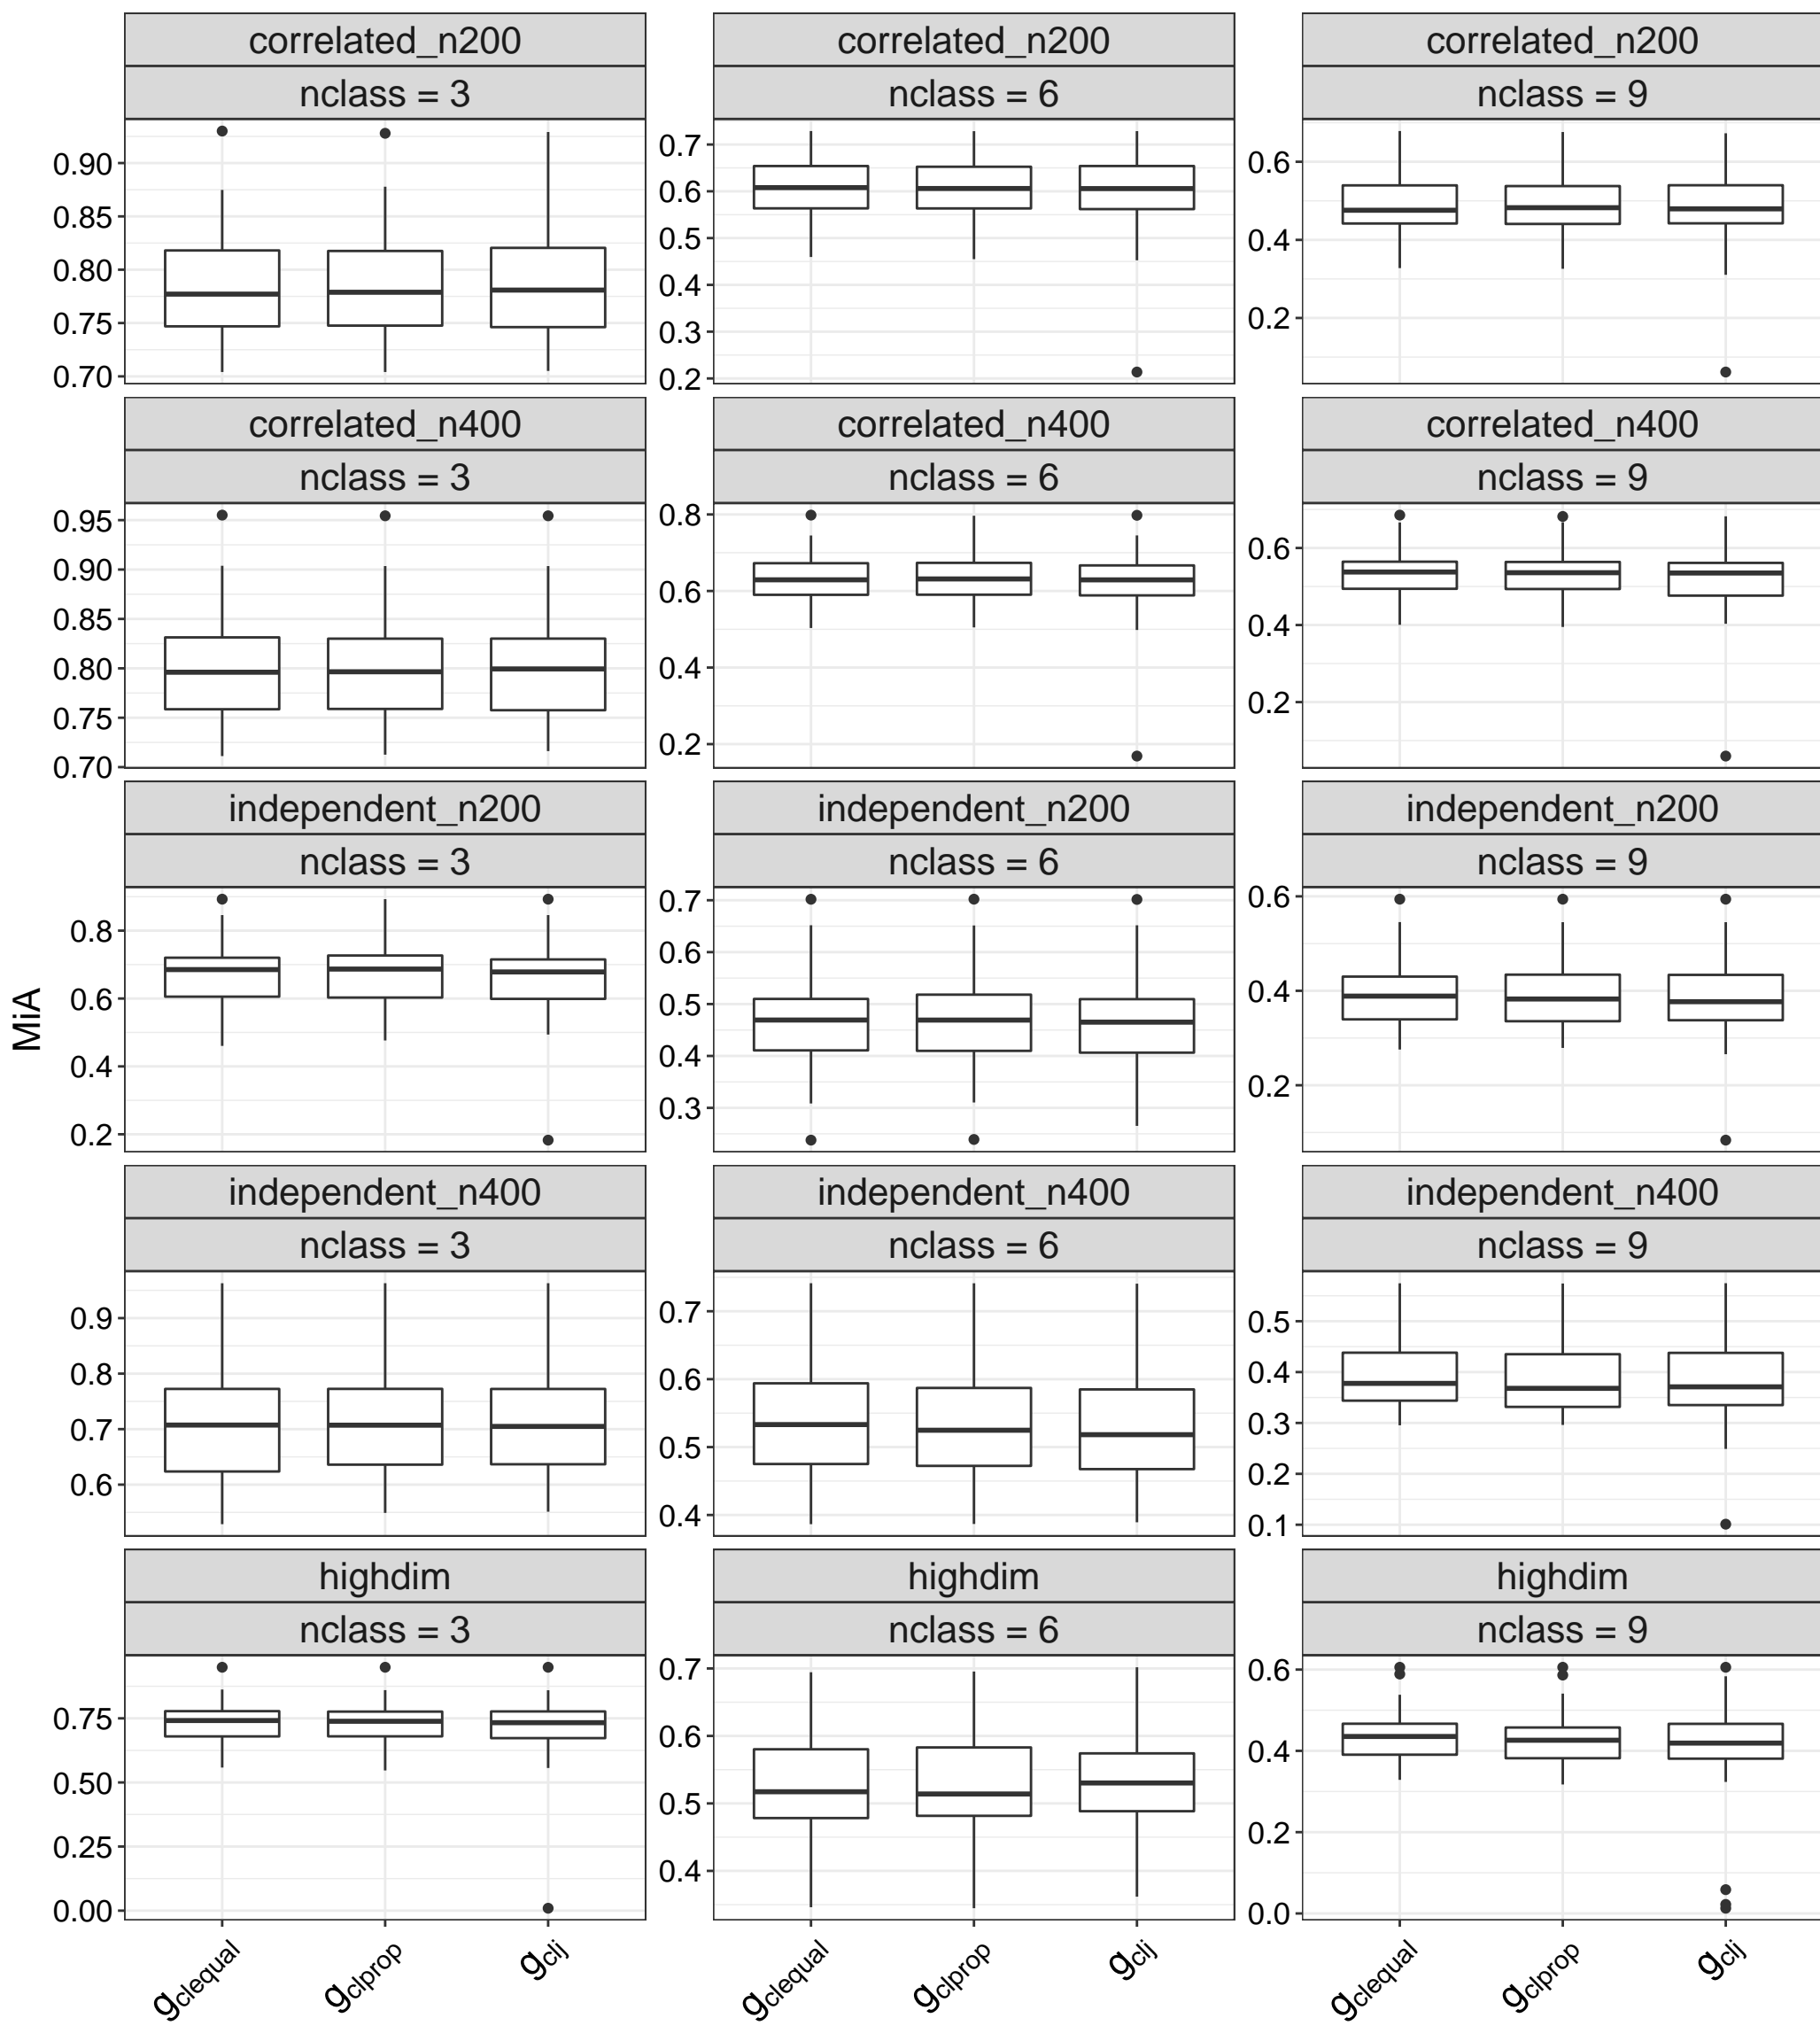 correlated_n200
correlated_n200
correlated_n200
nclass = 3
nclass = 6
nclass = 9
0.90
0.85
0.80
0.75
0.70
0.7
0.6
0.5
0.4
0.3
0.2
0.6
0.4
0.2
correlated_n400
correlated_n400
correlated_n400
nclass = 3
nclass = 6
nclass = 9
0.95
0.90
0.85
0.80
0.75
0.70
0.8
0.6
0.4
0.2
0.6
0.4
0.2
independent_n200
independent_n200
independent_n200
nclass = 3
nclass = 6
nclass = 9
0.8
0.6
0.4
0.2
0.7
0.6
0.5
0.4
0.3
0.6
0.4
0.2
MiA
independent_n400
independent_n400
independent_n400
nclass = 3
nclass = 6
nclass = 9
0.9
0.8
0.7
0.6
0.7
0.6
0.5
0.4
0.5
0.4
0.3
0.2
0.1
highdim
highdim
highdim
nclass = 3
nclass = 6
nclass = 9
0.75
0.50
0.25
0.00
0.7
0.6
0.5
0.4
0.6
0.4
0.2
0.0
gclequal
gclprop
gclij
gclequal
gclprop
gclij
gclequal
gclprop
gclij